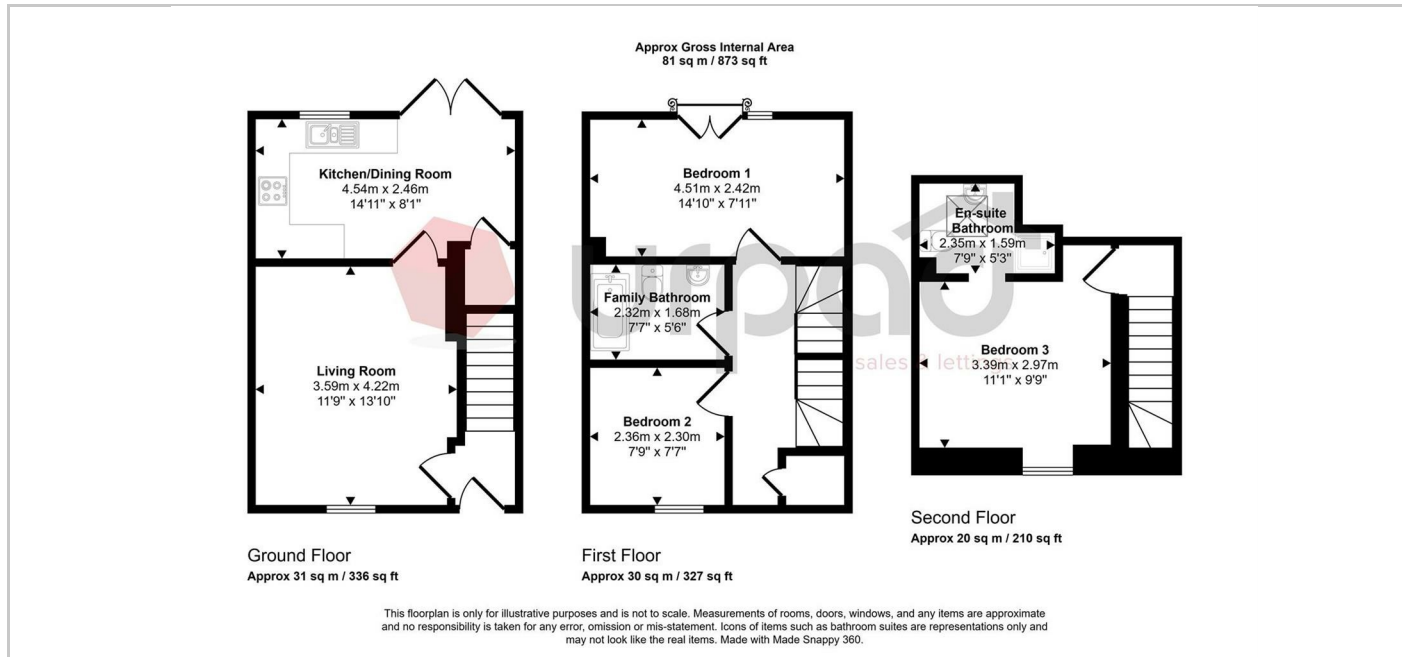 Approx Gross Internal Area
81 sq m / 873 sq ft
Kitchen/Dining Room
4.54m x 2.46m
14'11" x 8'1"
Living Room
3.59m x 4.22m
11'9" x 13'10"
Ground Floor
Approx 31 sq m / 336 sq ft
Bedroom 1
4.51m x 2.42m
14'10" x 7'11"
Family Bathroom
2.32m x 1.68m
7'7" x 5'6"
Bedroom 2
2.36m x 2.30m
7'9" x 7'7"
First Floor
Approx 30 sq m / 327 sq ft
En-suite
Bathroom
2.35m x 1.59m
7'9" x 5'3"
Bedroom 3
3.39m x 2.97m
11'1" x 9'9"
Second Floor
Approx 20 sq m / 210 sq ft
urpad
sales & lettings
This floorplan is only for illustrative purposes and is not to scale. Measurements of rooms, doors, windows, and any items are approximate
and no responsibility is taken for any error, omission or mis-statement. Icons of items such as bathroom suites are representations only and
may not look like the real items. Made with Made Snappy 360.